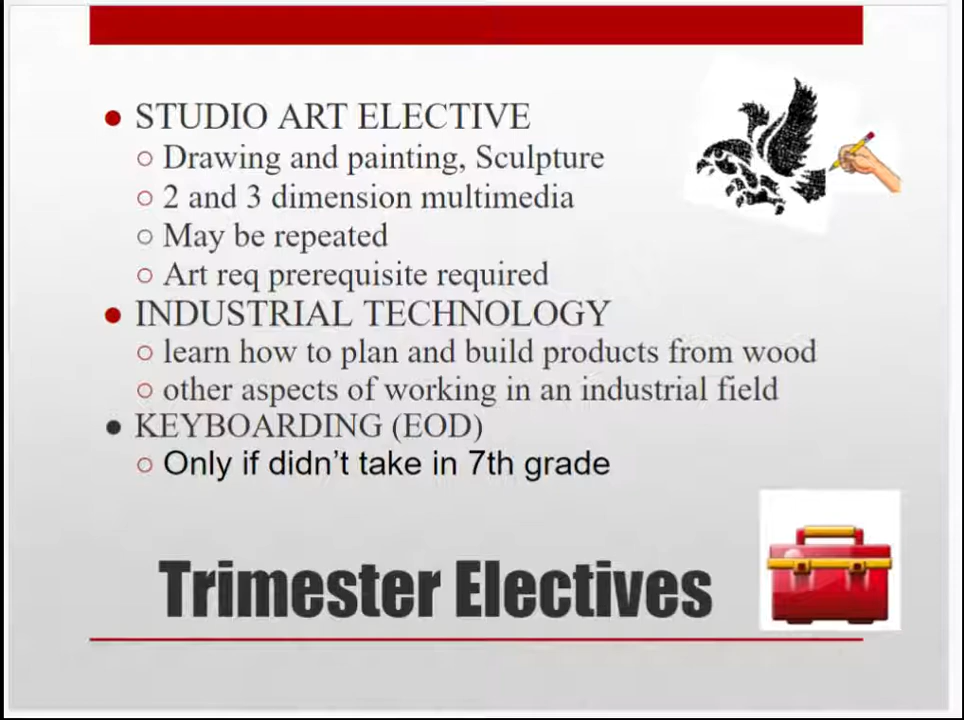 STUDIO ART ELECTIVE
Drawing and painting, Sculpture
2 and 3 dimension multimedia
May be repeated
Art req prerequisite required
INDUSTRIAL TECHNOLOGY
learn how to plan and build products from wood
other aspects of working in an industrial field
KEYBOARDING (EOD)
Only if didn't take in 7th grade
Trimester Electives